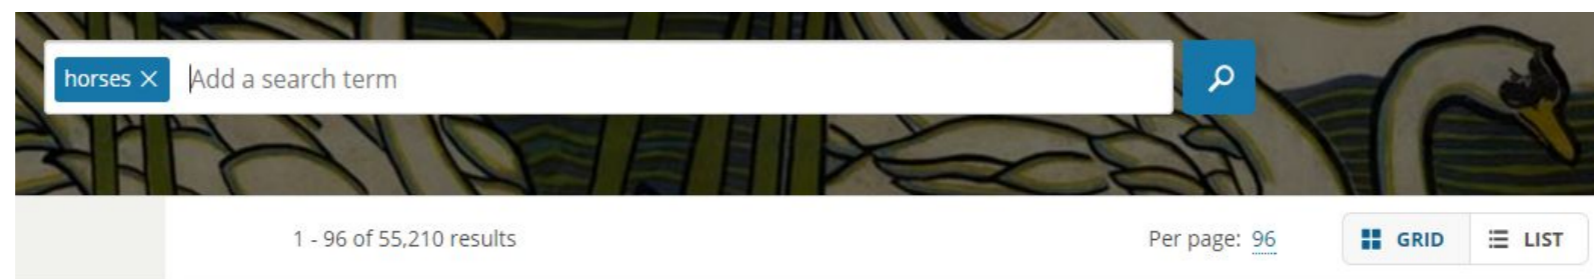 horses × Add a search term
1 - 96 of 55,210 results Per page: 96 GRID LIST